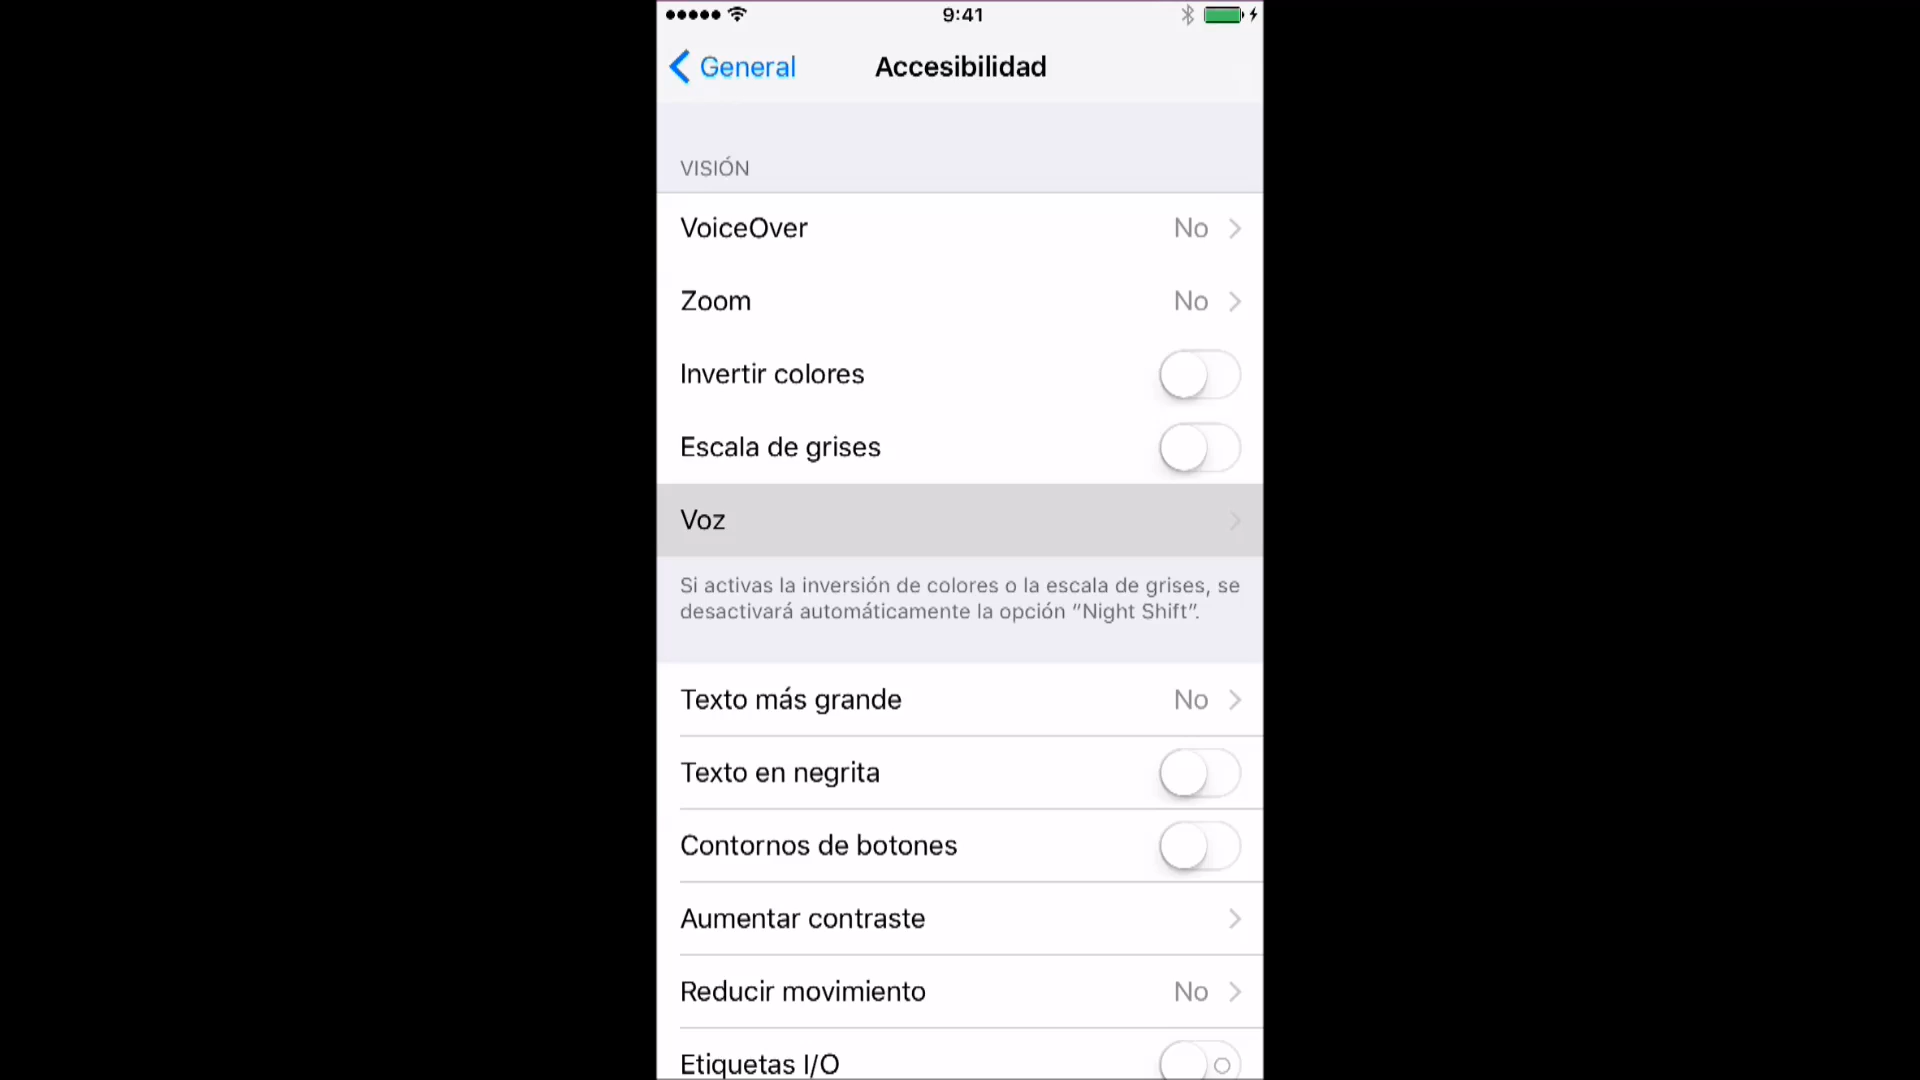 9:41
General
Accesibilidad
VISIÓN
VoiceOver No
Zoom No
Invertir colores
Escala de grises
Voz
Si activas la inversión de colores o la escala de grises, se
desactivará automáticamente la opción “Night Shift”.
Texto más grande No
Texto en negrita
Contornos de botones
Aumentar contraste
Reducir movimiento No
Etiquetas I/O